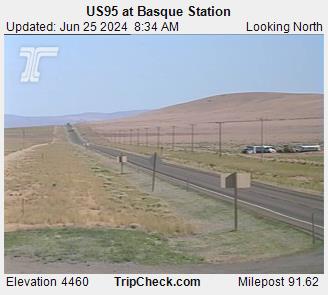 US95 at Basque Station
Updated: Jun 25 2024 8:34 AM Looking North
Elevation 4460 TripCheck.com Milepost 91.62